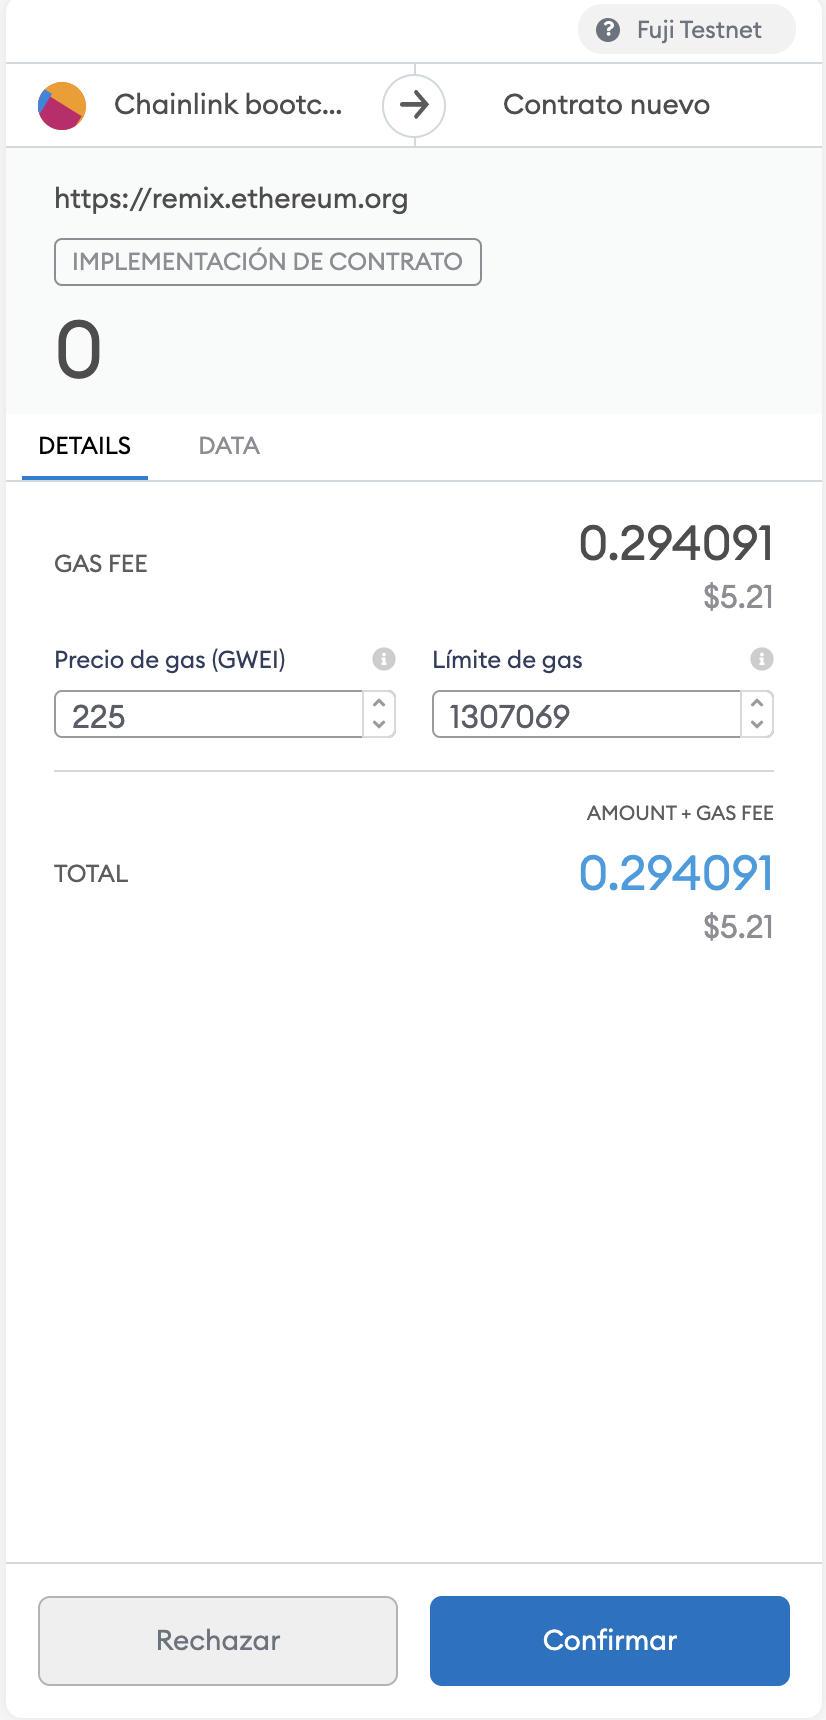 Fuji Testnet
Chainlink bootc...
Contrato nuevo
https://remix.ethereum.org
IMPLEMENTACIÓN DE CONTRATO
0
DETAILS
DATA
GAS FEE
0.294091
$5.21
Precio de gas (GWEI)
Límite de gas
225
1307069
AMOUNT + GAS FEE
TOTAL
0.294091
$5.21
Rechazar
Confirmar